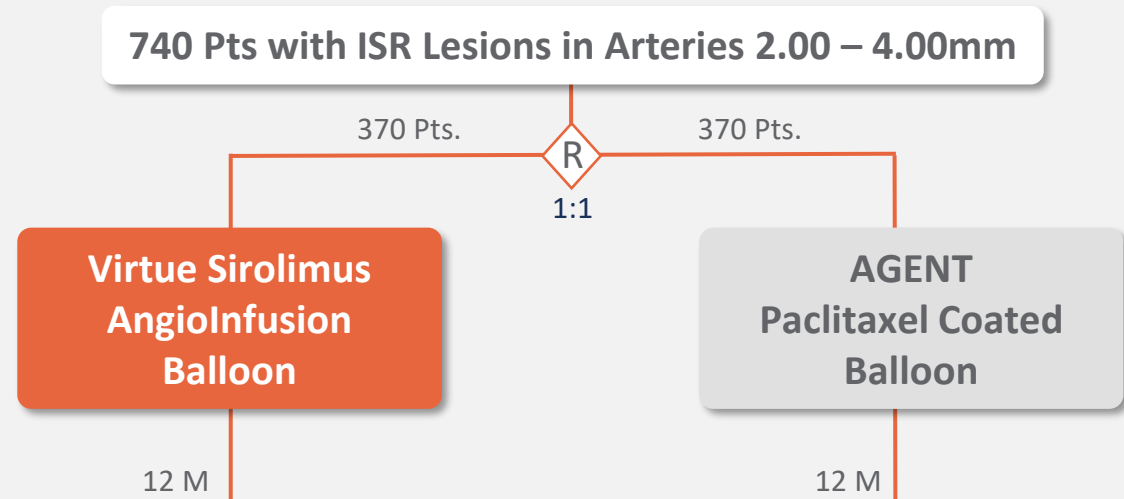 740 Pts with ISR Lesions in Arteries 2.00 – 4.00mm
370 Pts.
370 Pts.
R
1:1
Virtue Sirolimus
AngioInfusion
Balloon
AGENT
Paclitaxel Coated
Balloon
12 M
12 M